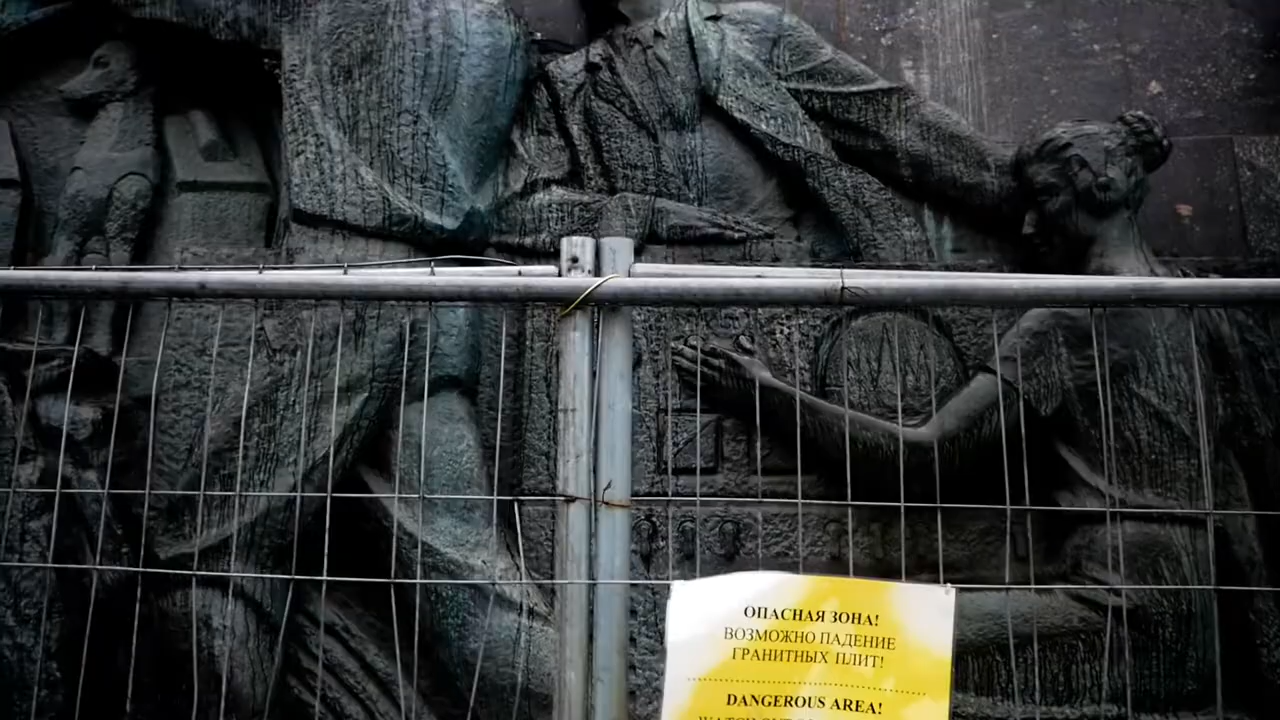 ОПАСНАЯ ЗОНА!
ВОЗМОЖНО ПАДЕНИЕ
ГРАНИТНЫХ ПЛИТ!
DANGEROUS AREA!